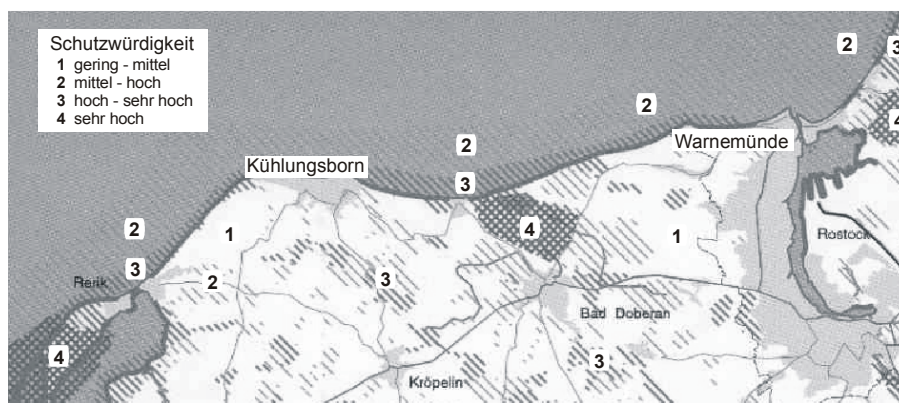 Schutzwürdigkeit
1 gering - mittel
2 mittel - hoch
3 hoch - sehr hoch
4 sehr hoch
2
3
2
4
Warnemünde
2
Kühlungsborn
3
2
1
4
1
Rostock
3
Rerik
2
3
Bad Doberan
4
3
Kröpelin